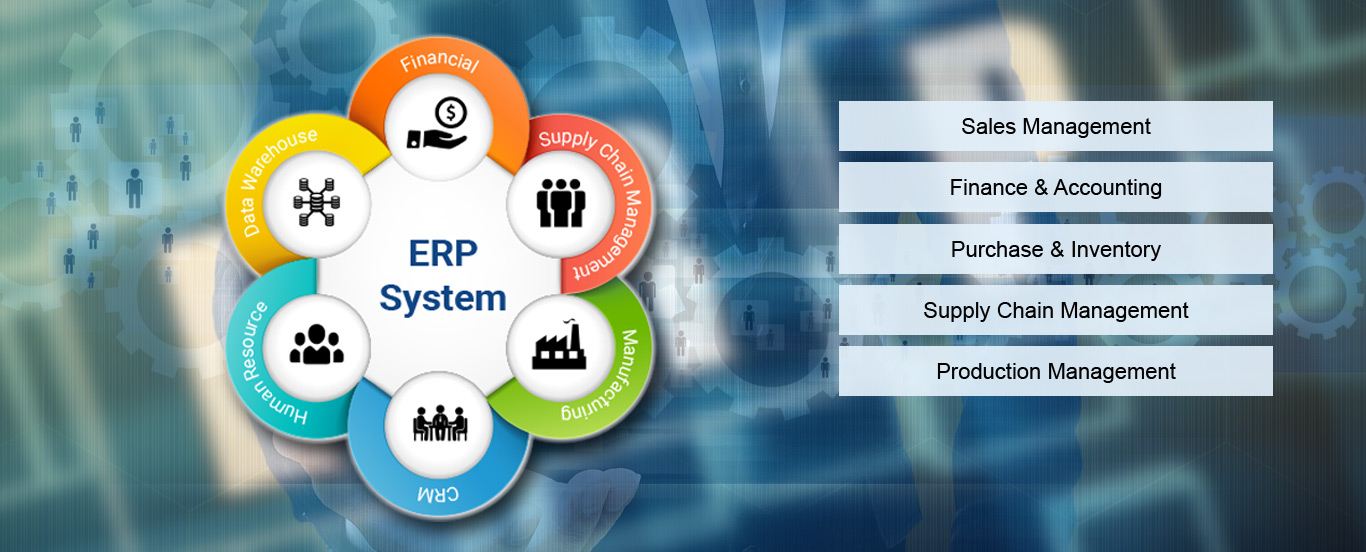 Financial
Supply Chain Management
Manufacturing
CRM
Human Resource
Data Warehouse
$
ERP
System
Sales Management
Finance & Accounting
Purchase & Inventory
Supply Chain Management
Production Management